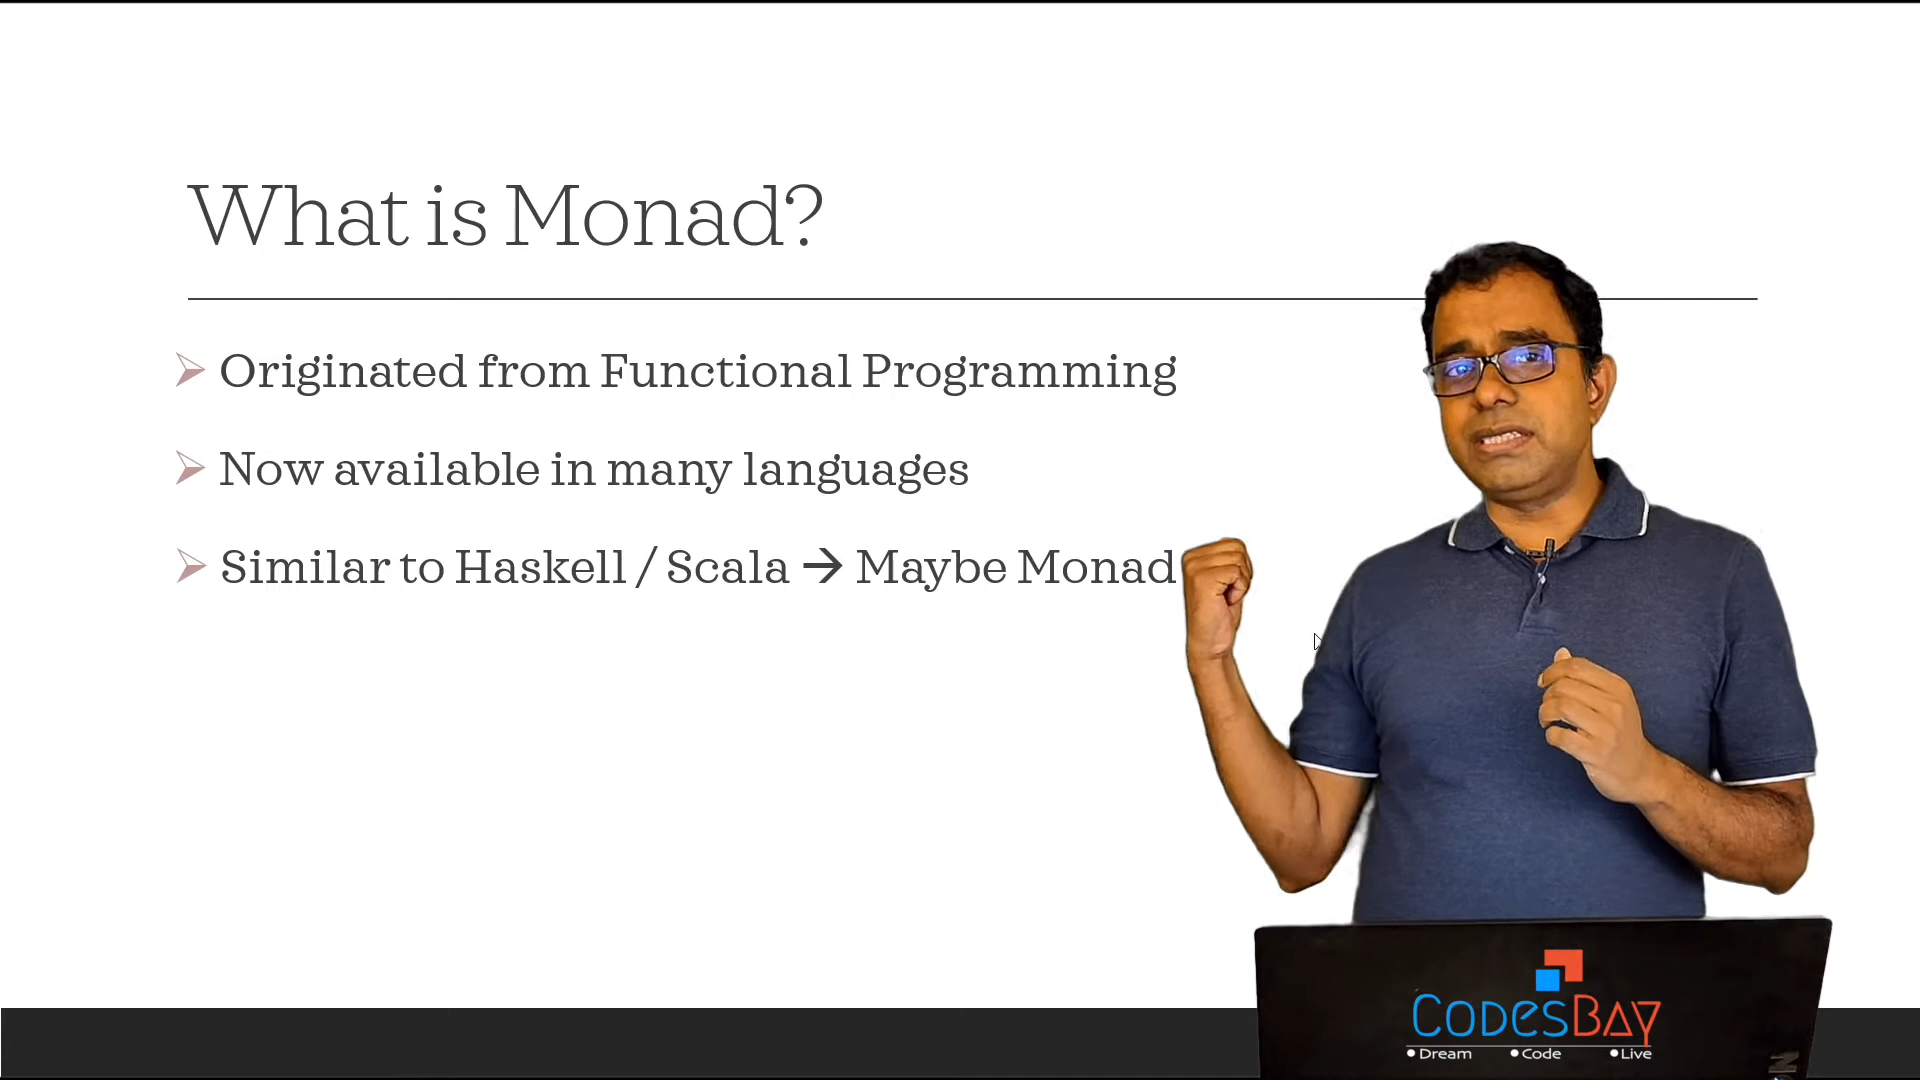 What is Monad?
Originated from Functional Programming
Now available in many languages
Similar to Haskell / Scala → Maybe Monad
CODESBAY
•Dream •Code •Live